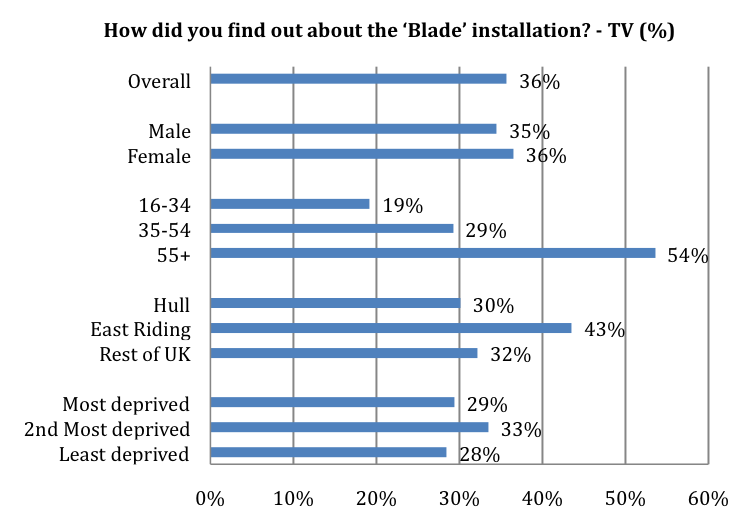 How did you find out about the ‘Blade’ installation? - TV (%)
Overall 36%
Male 35%
Female 36%
16-34 19%
35-54 29%
55+ 54%
Hull 30%
East Riding 43%
Rest of UK 32%
Most deprived 29%
2nd Most deprived 33%
Least deprived 28%
0% 10% 20% 30% 40% 50% 60%